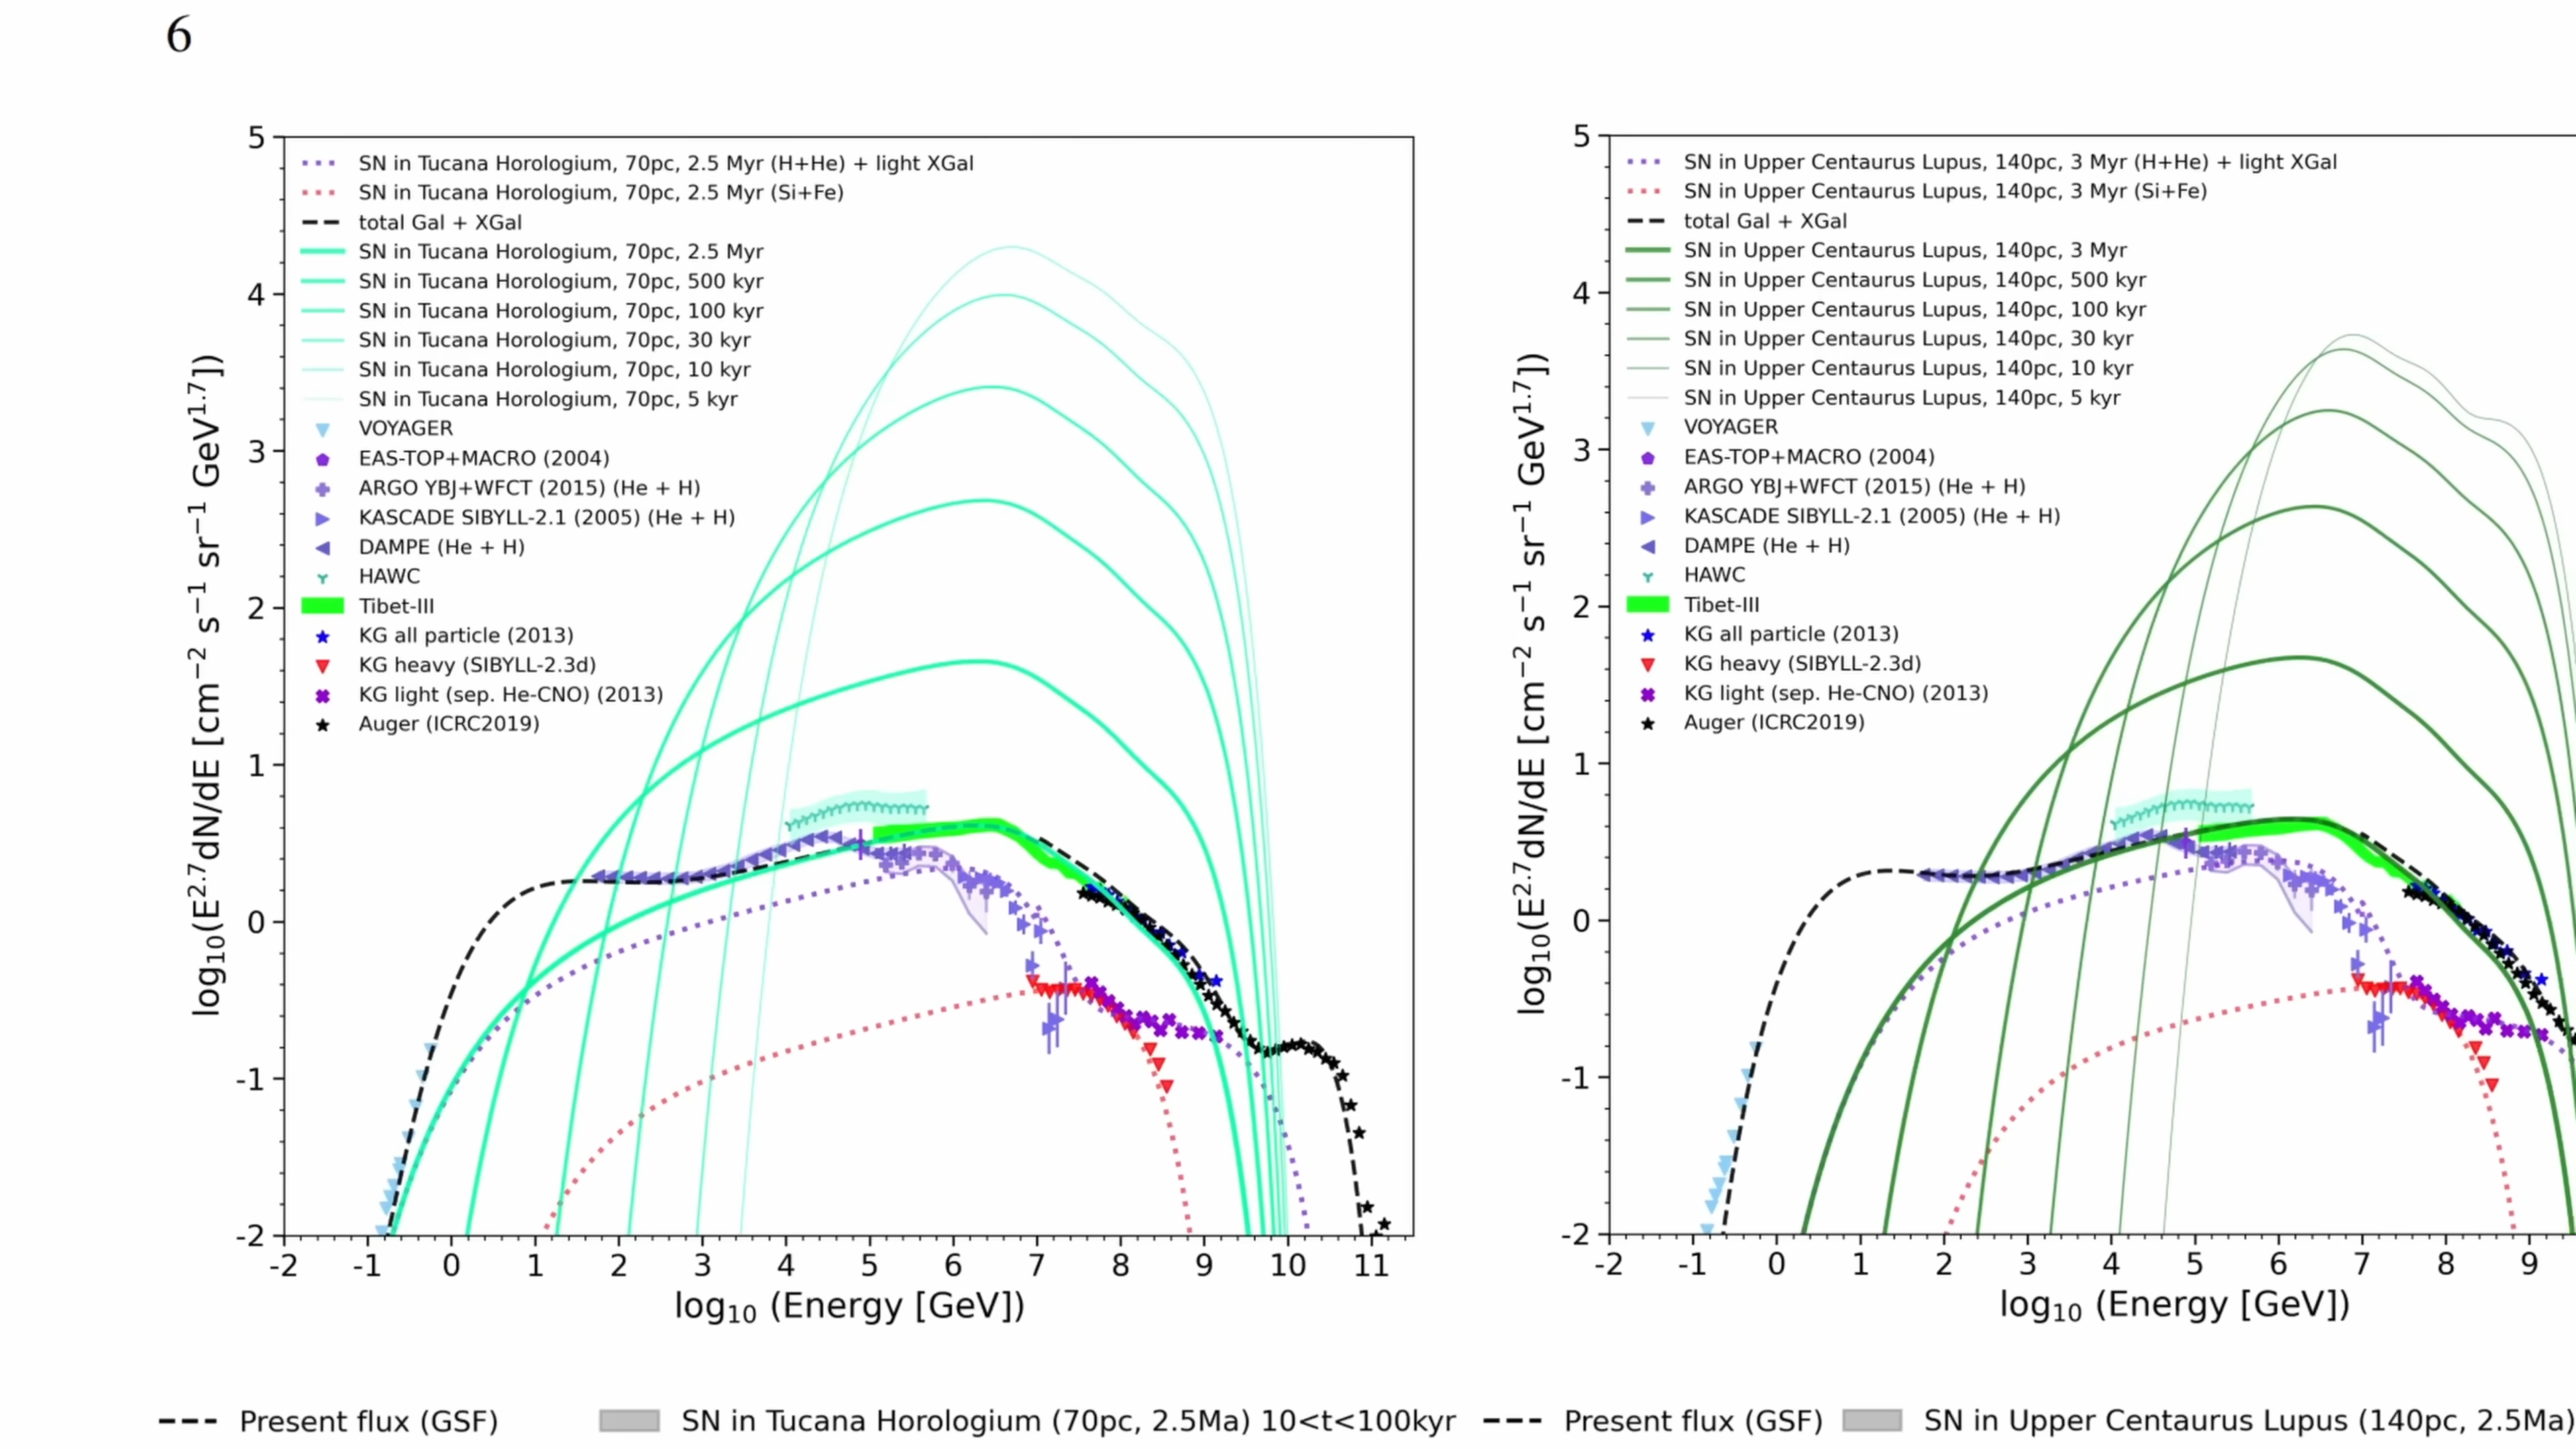 6
5
4
3
2
1
0
-1
-2
log₁₀(E²·⁷dN/dE [cm⁻² s⁻¹ sr⁻¹ GeV¹·⁷])
SN in Tucana Horologium, 70pc, 2.5 Myr (H+He) + light XGal
SN in Tucana Horologium, 70pc, 2.5 Myr (Si+Fe)
total Gal + XGal
SN in Tucana Horologium, 70pc, 2.5 Myr
SN in Tucana Horologium, 70pc, 500 kyr
SN in Tucana Horologium, 70pc, 100 kyr
SN in Tucana Horologium, 70pc, 30 kyr
SN in Tucana Horologium, 70pc, 10 kyr
SN in Tucana Horologium, 70pc, 5 kyr
VOYAGER
EAS-TOP+MACRO (2004)
ARGO YBJ+WFCT (2015) (He + H)
KASCADE SIBYLL-2.1 (2005) (He + H)
DAMPE (He + H)
HAWC
Tibet-III
KG all particle (2013)
KG heavy (SIBYLL-2.3d)
KG light (sep. He-CNO) (2013)
Auger (ICRC2019)
-2 -1 0 1 2 3 4 5 6 7 8 9 10 11
log₁₀ (Energy [GeV])
5
4
3
2
1
0
-1
-2
log₁₀(E²·⁷dN/dE [cm⁻² s⁻¹ sr⁻¹ GeV¹·⁷])
SN in Upper Centaurus Lupus, 140pc, 3 Myr (H+He) + light XGal
SN in Upper Centaurus Lupus, 140pc, 3 Myr (Si+Fe)
total Gal + XGal
SN in Upper Centaurus Lupus, 140pc, 3 Myr
SN in Upper Centaurus Lupus, 140pc, 500 kyr
SN in Upper Centaurus Lupus, 140pc, 100 kyr
SN in Upper Centaurus Lupus, 140pc, 30 kyr
SN in Upper Centaurus Lupus, 140pc, 10 kyr
SN in Upper Centaurus Lupus, 140pc, 5 kyr
VOYAGER
EAS-TOP+MACRO (2004)
ARGO YBJ+WFCT (2015) (He + H)
KASCADE SIBYLL-2.1 (2005) (He + H)
DAMPE (He + H)
HAWC
Tibet-III
KG all particle (2013)
KG heavy (SIBYLL-2.3d)
KG light (sep. He-CNO) (2013)
Auger (ICRC2019)
-2 -1 0 1 2 3 4 5 6 7 8 9
log₁₀ (Energy [GeV])
Present flux (GSF) SN in Tucana Horologium (70pc, 2.5Ma) 10<t<100kyr
Present flux (GSF) SN in Upper Centaurus Lupus (140pc, 2.5Ma)